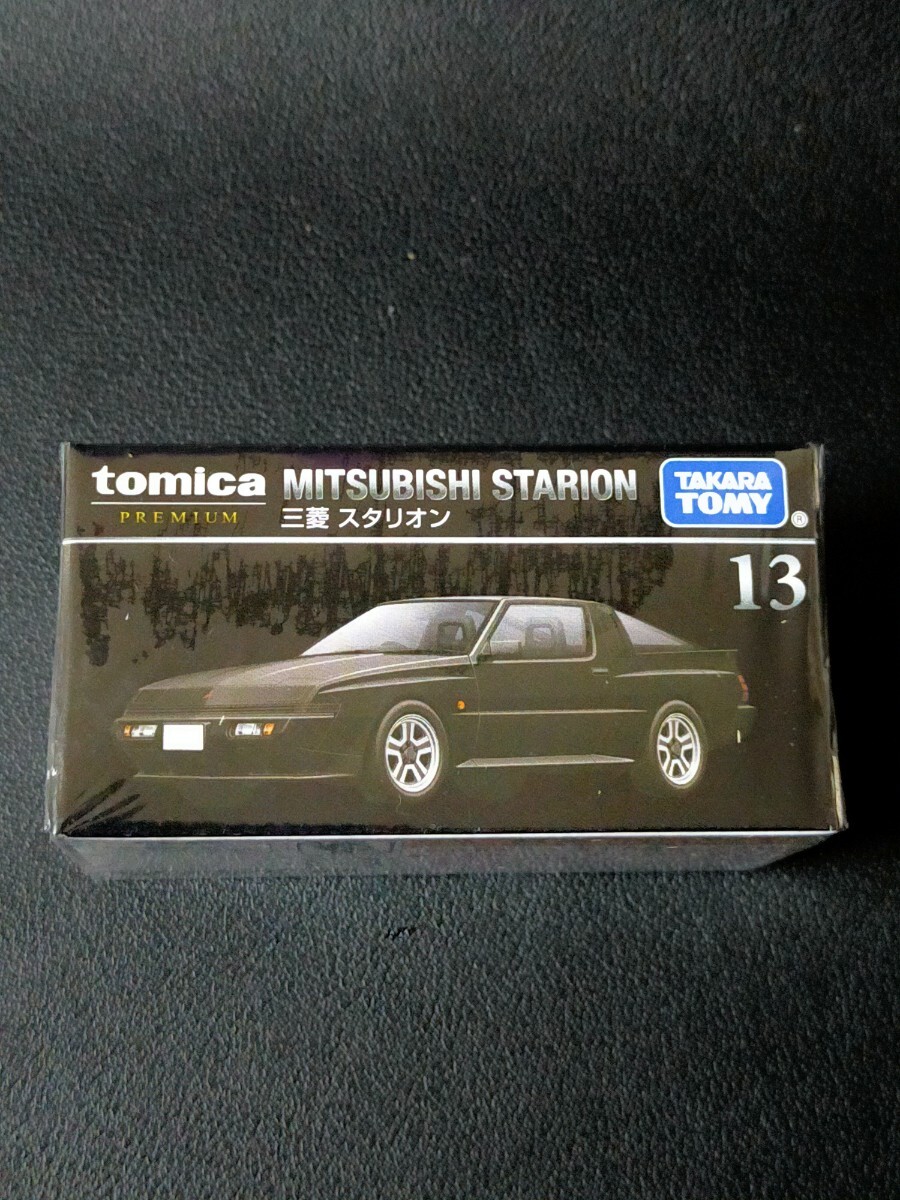 tomica
PREMIUM
MITSUBISHI STARION
三菱 スタリオン
TAKARA
TOMY
®
13